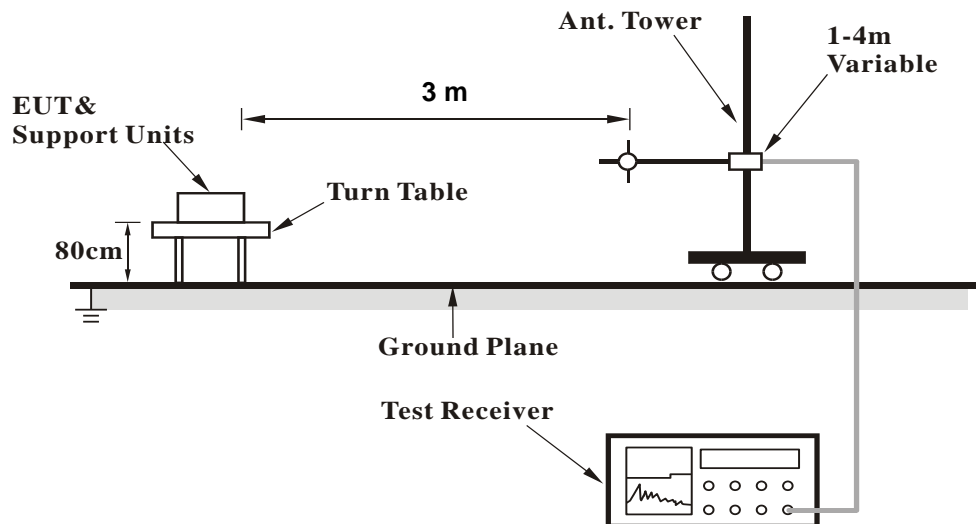 Ant. Tower
1-4m
Variable
3 m
EUT&
Support Units
Turn Table
80cm
Ground Plane
Test Receiver